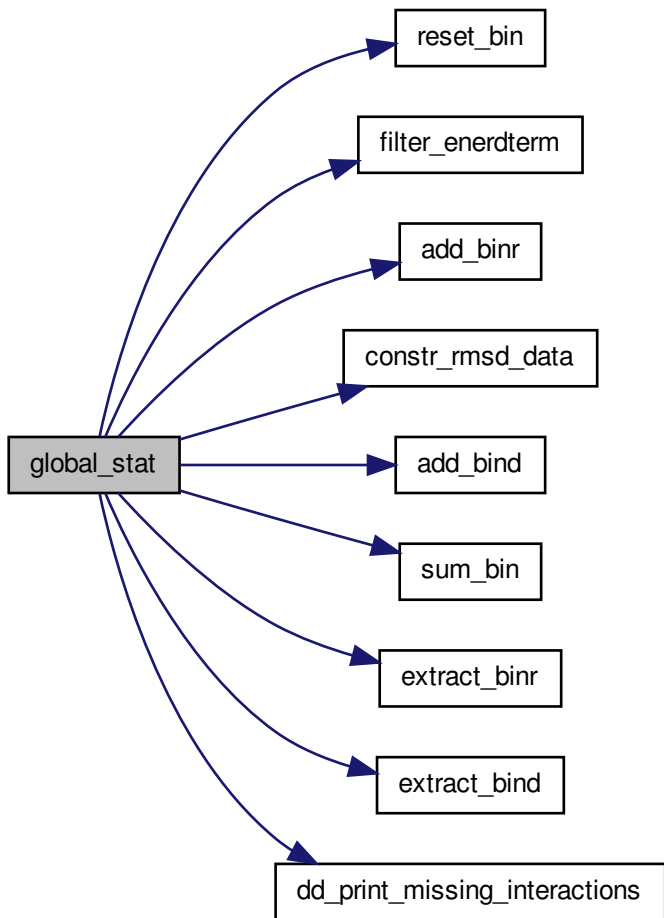 reset_bin
filter_enerdterm
add_binr
constr_rmsd_data
global_stat
add_bind
sum_bin
extract_binr
extract_bind
dd_print_missing_interactions